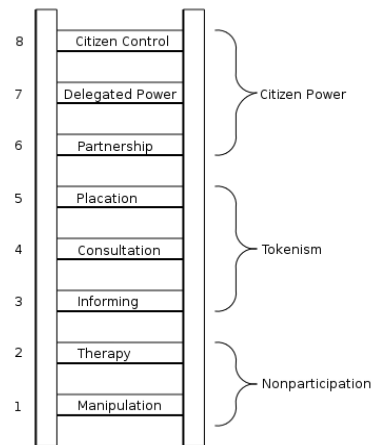 8 Citizen Control
7 Delegated Power
Citizen Power
6 Partnership
5 Placation
4 Consultation
Tokenism
3 Informing
2 Therapy
Nonparticipation
1 Manipulation